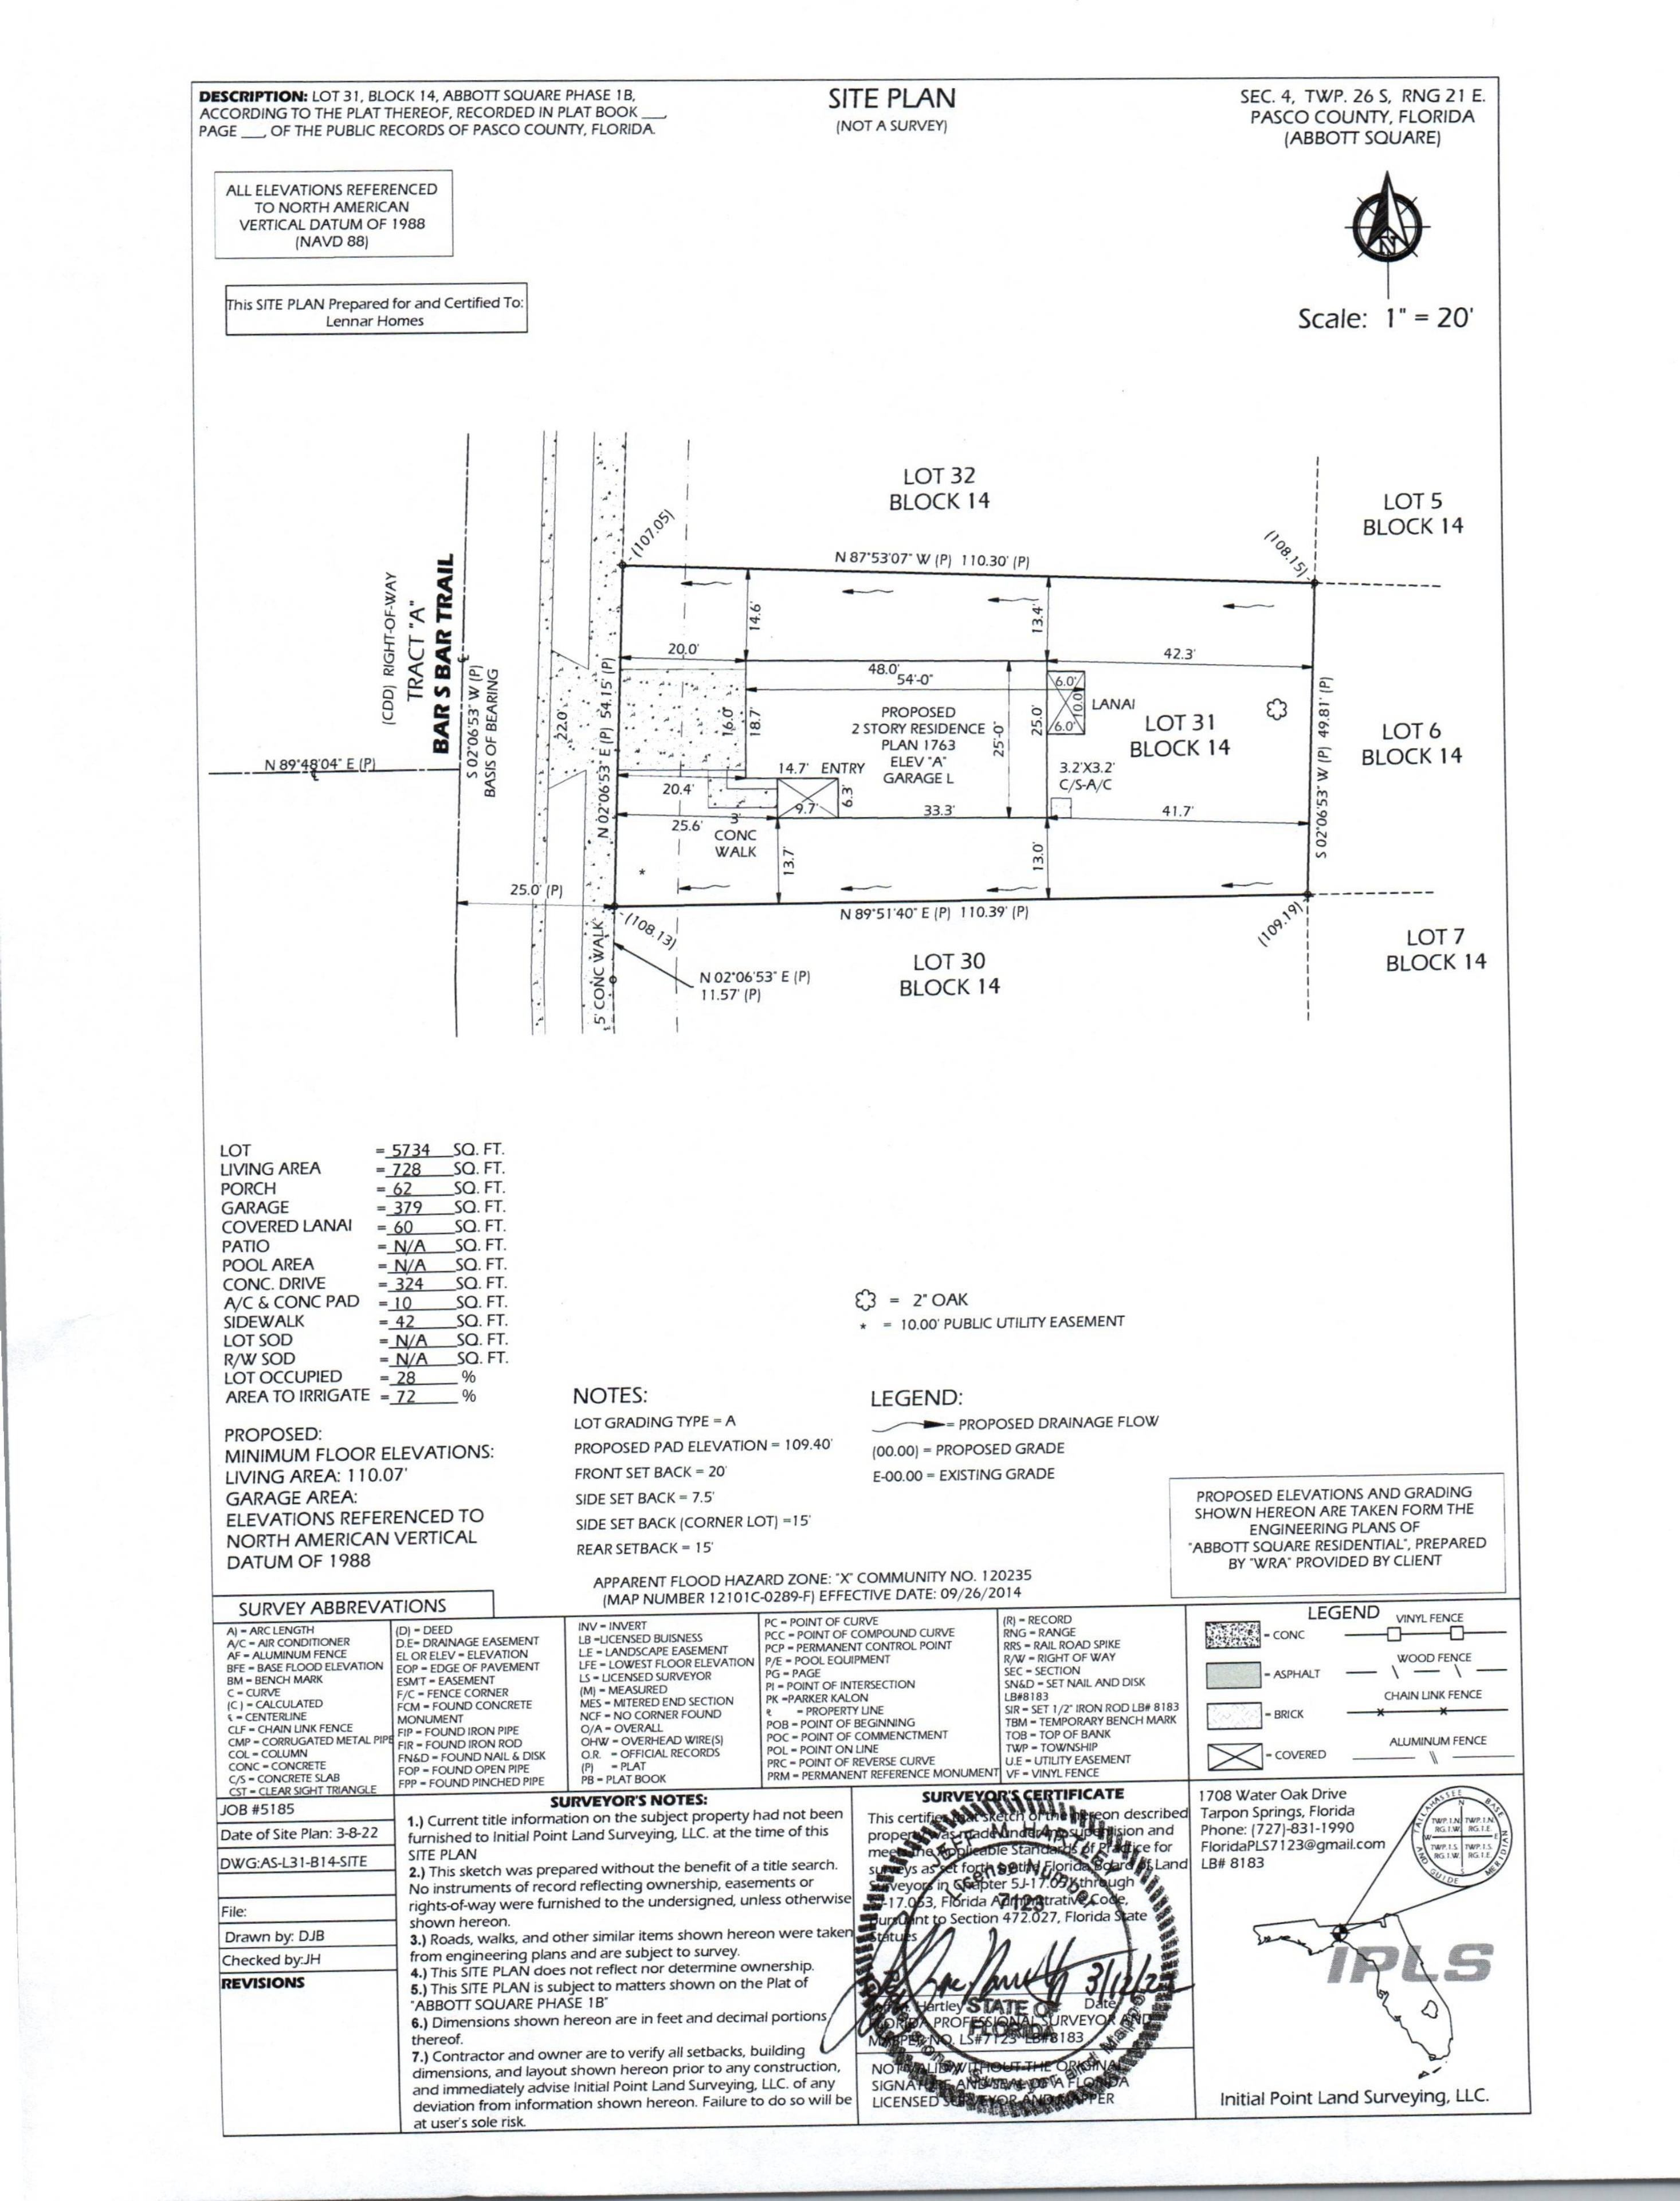 DESCRIPTION: LOT 31, BLOCK 14, ABBOTT SQUARE PHASE 1B,
ACCORDING TO THE PLAT THEREOF, RECORDED IN PLAT BOOK ___,
PAGE ___, OF THE PUBLIC RECORDS OF PASCO COUNTY, FLORIDA.
SITE PLAN
(NOT A SURVEY)
SEC. 4, TWP. 26 S, RNG 21 E.
PASCO COUNTY, FLORIDA
(ABBOTT SQUARE)
ALL ELEVATIONS REFERENCED
TO NORTH AMERICAN
VERTICAL DATUM OF 1988
(NAVD 88)
This SITE PLAN Prepared for and Certified To:
Lennar Homes
N
Scale: 1" = 20'
LOT 32
BLOCK 14
LOT 5
BLOCK 14
(107.05)
(108.15)
N 87°53'07" W (P) 110.30' (P)
(CDD) RIGHT-OF-WAY
TRACT "A"
BAR S BAR TRAIL
S 02°06'53" W (P)
BASIS OF BEARING
N 89°48'04" E (P)
N 02°06'53" E (P) 54.15' (P)
14.6'
13.4'
20.0'
48.0'
42.3'
54'-0"
6.0'
10.0'
6.0'
LANAI
22.0'
16.0'
18.7'
PROPOSED
2 STORY RESIDENCE
PLAN 1763
ELEV "A"
GARAGE L
25'-0"
25.0'
LOT 31
BLOCK 14
LOT 6
BLOCK 14
S 02°06'53" W (P) 49.81' (P)
14.7' ENTRY
20.4'
9.7'
6.3'
3.2'X3.2'
C/S-A/C
25.6'
3'
CONC
WALK
33.3'
41.7'
13.7'
13.0'
*
25.0' (P)
N 89°51'40" E (P) 110.39' (P)
(108.13)
(109.19)
5' CONC WALK
N 02°06'53" E (P)
11.57' (P)
LOT 30
BLOCK 14
LOT 7
BLOCK 14
LOT = 5734 SQ. FT.
LIVING AREA = 728 SQ. FT.
PORCH = 62 SQ. FT.
GARAGE = 379 SQ. FT.
COVERED LANAI = 60 SQ. FT.
PATIO = N/A SQ. FT.
POOL AREA = N/A SQ. FT.
CONC. DRIVE = 324 SQ. FT.
A/C & CONC PAD = 10 SQ. FT.
SIDEWALK = 42 SQ. FT.
LOT SOD = N/A SQ. FT.
R/W SOD = N/A SQ. FT.
LOT OCCUPIED = 28 %
AREA TO IRRIGATE = 72 %
= 2" OAK
* = 10.00' PUBLIC UTILITY EASEMENT
PROPOSED:
MINIMUM FLOOR ELEVATIONS:
LIVING AREA: 110.07'
GARAGE AREA:
ELEVATIONS REFERENCED TO
NORTH AMERICAN VERTICAL
DATUM OF 1988
NOTES:
LOT GRADING TYPE = A
PROPOSED PAD ELEVATION = 109.40'
FRONT SET BACK = 20'
SIDE SET BACK = 7.5'
SIDE SET BACK (CORNER LOT) =15'
REAR SETBACK = 15'
LEGEND:
= PROPOSED DRAINAGE FLOW
(00.00) = PROPOSED GRADE
E-00.00 = EXISTING GRADE
PROPOSED ELEVATIONS AND GRADING
SHOWN HEREON ARE TAKEN FORM THE
ENGINEERING PLANS OF
"ABBOTT SQUARE RESIDENTIAL", PREPARED
BY "WRA" PROVIDED BY CLIENT
APPARENT FLOOD HAZARD ZONE: "X" COMMUNITY NO. 120235
(MAP NUMBER 12101C-0289-F) EFFECTIVE DATE: 09/26/2014
SURVEY ABBREVATIONS
A) = ARC LENGTH
A/C = AIR CONDITIONER
AF = ALUMINUM FENCE
BFE = BASE FLOOD ELEVATION
BM = BENCH MARK
C = CURVE
(C ) = CALCULATED
℄ = CENTERLINE
CLF = CHAIN LINK FENCE
CMP = CORRUGATED METAL PIPE
COL = COLUMN
CONC = CONCRETE
C/S = CONCRETE SLAB
CST = CLEAR SIGHT TRIANGLE
(D) = DEED
D.E= DRAINAGE EASEMENT
EL OR ELEV = ELEVATION
EOP = EDGE OF PAVEMENT
ESMT = EASEMENT
F/C = FENCE CORNER
FCM = FOUND CONCRETE
MONUMENT
FIP = FOUND IRON PIPE
FIR = FOUND IRON ROD
FN&D = FOUND NAIL & DISK
FOP = FOUND OPEN PIPE
FPP = FOUND PINCHED PIPE
INV = INVERT
LB =LICENSED BUISNESS
LE = LANDSCAPE EASEMENT
LFE = LOWEST FLOOR ELEVATION
LS = LICENSED SURVEYOR
(M) = MEASURED
MES = MITERED END SECTION
NCF = NO CORNER FOUND
O/A = OVERALL
OHW = OVERHEAD WIRE(S)
O.R. = OFFICIAL RECORDS
(P) = PLAT
PB = PLAT BOOK
PC = POINT OF CURVE
PCC = POINT OF COMPOUND CURVE
PCP = PERMANENT CONTROL POINT
P/E = POOL EQUIPMENT
PG = PAGE
PI = POINT OF INTERSECTION
PK =PARKER KALON
= PROPERTY LINE
POB = POINT OF BEGINNING
POC = POINT OF COMMENCTMENT
POL = POINT ON LINE
PRC = POINT OF REVERSE CURVE
PRM = PERMANENT REFERENCE MONUMENT
(R) = RECORD
RNG = RANGE
RRS = RAIL ROAD SPIKE
R/W = RIGHT OF WAY
SEC = SECTION
SN&D = SET NAIL AND DISK
LB#8183
SIR = SET 1/2" IRON ROD LB# 8183
TBM = TEMPORARY BENCH MARK
TOB = TOP OF BANK
TWP = TOWNSHIP
U.E = UTILITY EASEMENT
VF = VINYL FENCE
LEGEND
= CONC
= ASPHALT
= BRICK
= COVERED
VINYL FENCE
WOOD FENCE
CHAIN LINK FENCE
ALUMINUM FENCE
JOB #5185
Date of Site Plan: 3-8-22
DWG:AS-L31-B14-SITE
File:
Drawn by: DJB
Checked by:JH
REVISIONS
SURVEYOR'S NOTES:
1.) Current title information on the subject property had not been
furnished to Initial Point Land Surveying, LLC. at the time of this
SITE PLAN
2.) This sketch was prepared without the benefit of a title search.
No instruments of record reflecting ownership, easements or
rights-of-way were furnished to the undersigned, unless otherwise
shown hereon.
3.) Roads, walks, and other similar items shown hereon were taken
from engineering plans and are subject to survey.
4.) This SITE PLAN does not reflect nor determine ownership.
5.) This SITE PLAN is subject to matters shown on the Plat of
"ABBOTT SQUARE PHASE 1B"
6.) Dimensions shown hereon are in feet and decimal portions
thereof.
7.) Contractor and owner are to verify all setbacks, building
dimensions, and layout shown hereon prior to any construction,
and immediately advise Initial Point Land Surveying, LLC. of any
deviation from information shown hereon. Failure to do so will be
at user's sole risk.
SURVEYOR'S CERTIFICATE
This certifies that sketch of the hereon described
property was made under my supervision and
meets the Applicable Standards of Practice for
surveys as set forth by the Florida Board of Land
Surveyors in Chapter 5J-17.051 through
5J-17.053, Florida Administrative Code,
pursuant to Section 472.027, Florida State
Statues
License Number
7123
STATE OF
FLORIDA
3/12/22
Hartley Date
FLORIDA PROFESSIONAL SURVEYOR AND
MAPPER NO. LS#7123 LB#8183
NOT VALID WITHOUT THE ORIGINAL
SIGNATURE AND SEAL OF A FLORIDA
LICENSED SURVEYOR AND MAPPER
1708 Water Oak Drive
Tarpon Springs, Florida
Phone: (727)-831-1990
FloridaPLS7123@gmail.com
LB# 8183
TALLAHASSEE BASE
AND GUIDE MERIDIAN
N
TWP.1.N. TWP.1.N.
RG.1.W. RG.1.E.
W E
TWP.1.S. TWP.1.S.
RG.1.W. RG.1.E.
S
IPLS
Initial Point Land Surveying, LLC.